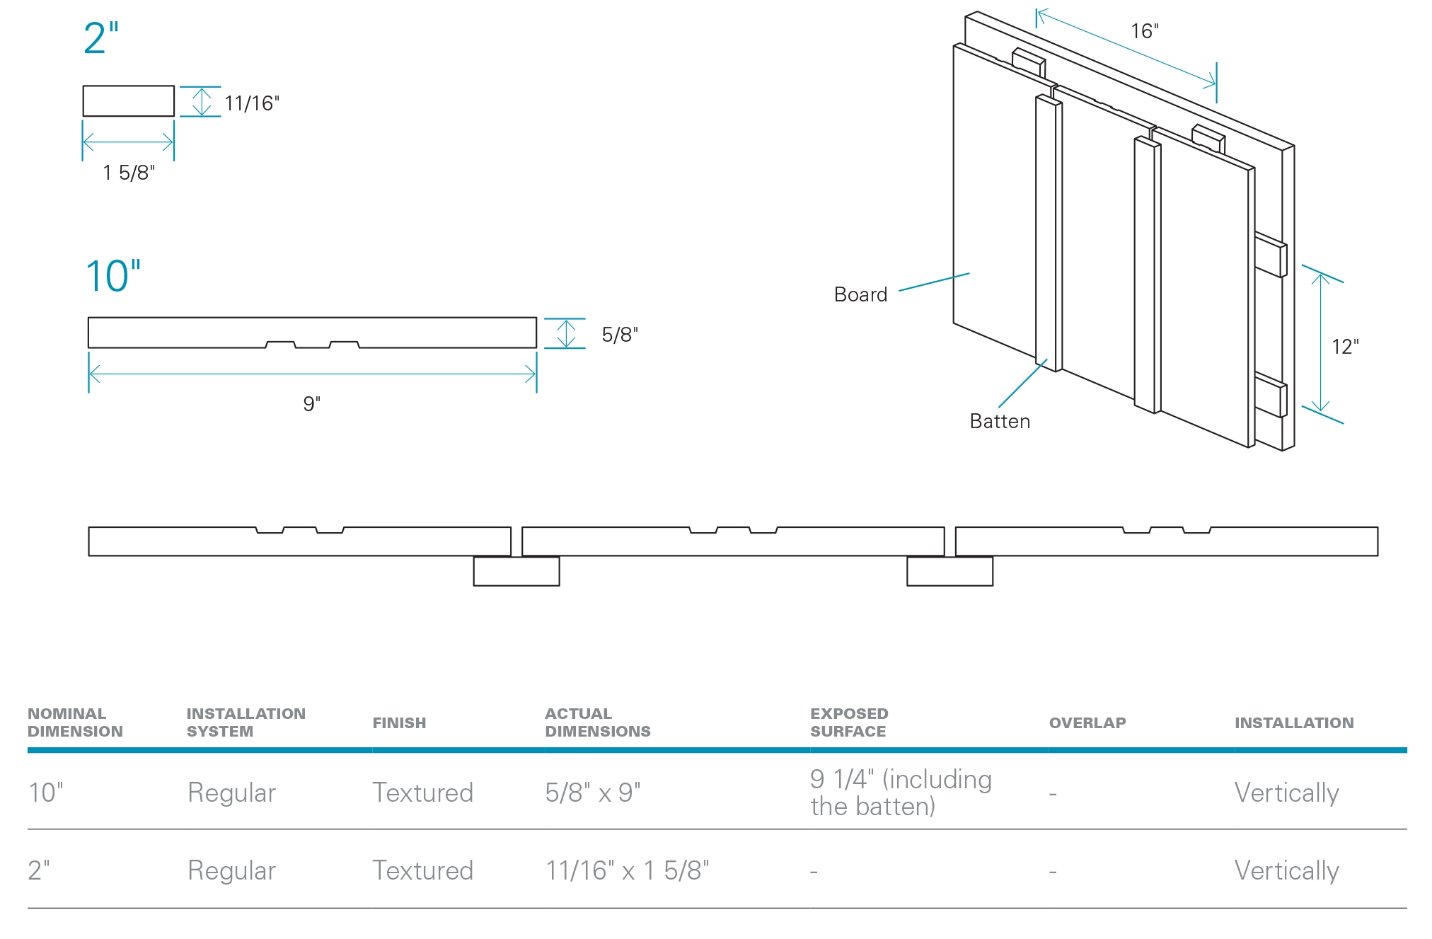 2"
11/16"
1 5/8"
10"
5/8"
9"
16"
Board
Batten
12"
NOMINAL DIMENSION
INSTALLATION SYSTEM
FINISH
ACTUAL DIMENSIONS
EXPOSED SURFACE
OVERLAP
INSTALLATION
10"
Regular
Textured
5/8" x 9"
9 1/4" (including
the batten)
-
Vertically
2"
Regular
Textured
11/16" x 1 5/8"
-
-
Vertically